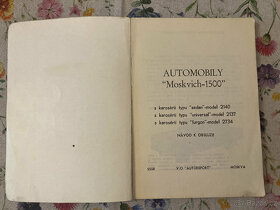 AUTOMOBILY
"Moskvich-1500"
s karosérií typu "sedan"-model 2140
s karosérií typu "universal"-model 2137
s karosérií typu "furgon"-model 2734
NÁVOD K OBSLUZE
SSSR V/O "AUTOEXPORT" MOSKVA